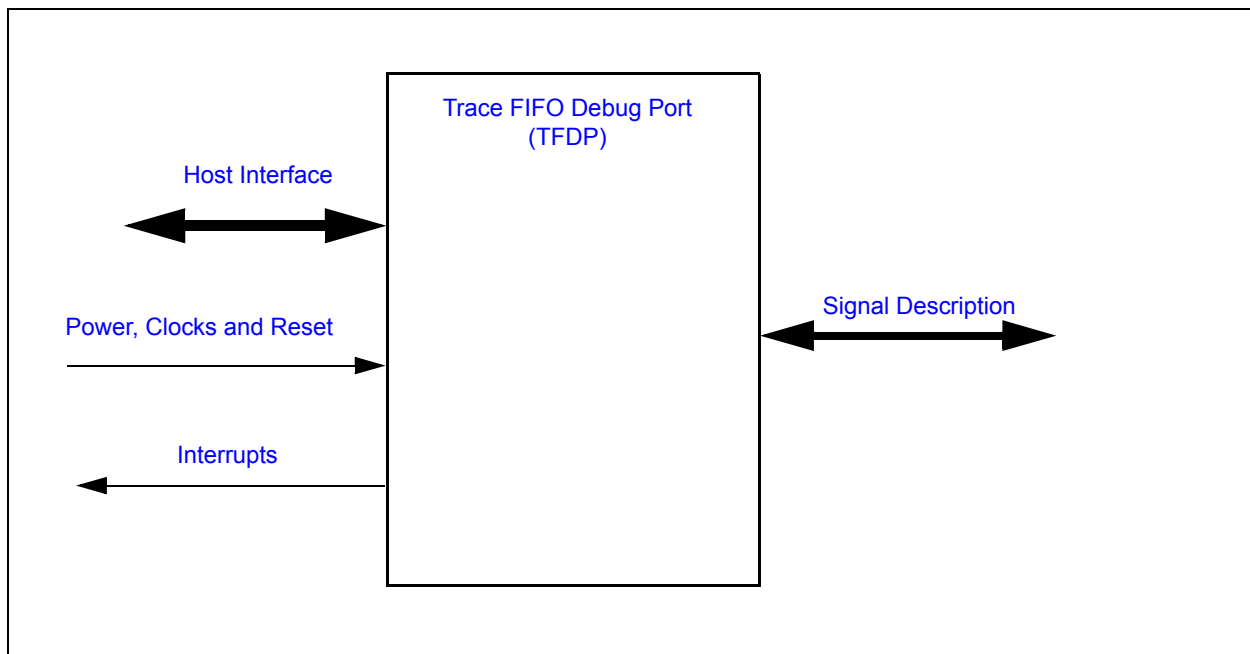 Trace FIFO Debug Port
(TFDP)
Host Interface
Signal Description
Power, Clocks and Reset
Interrupts